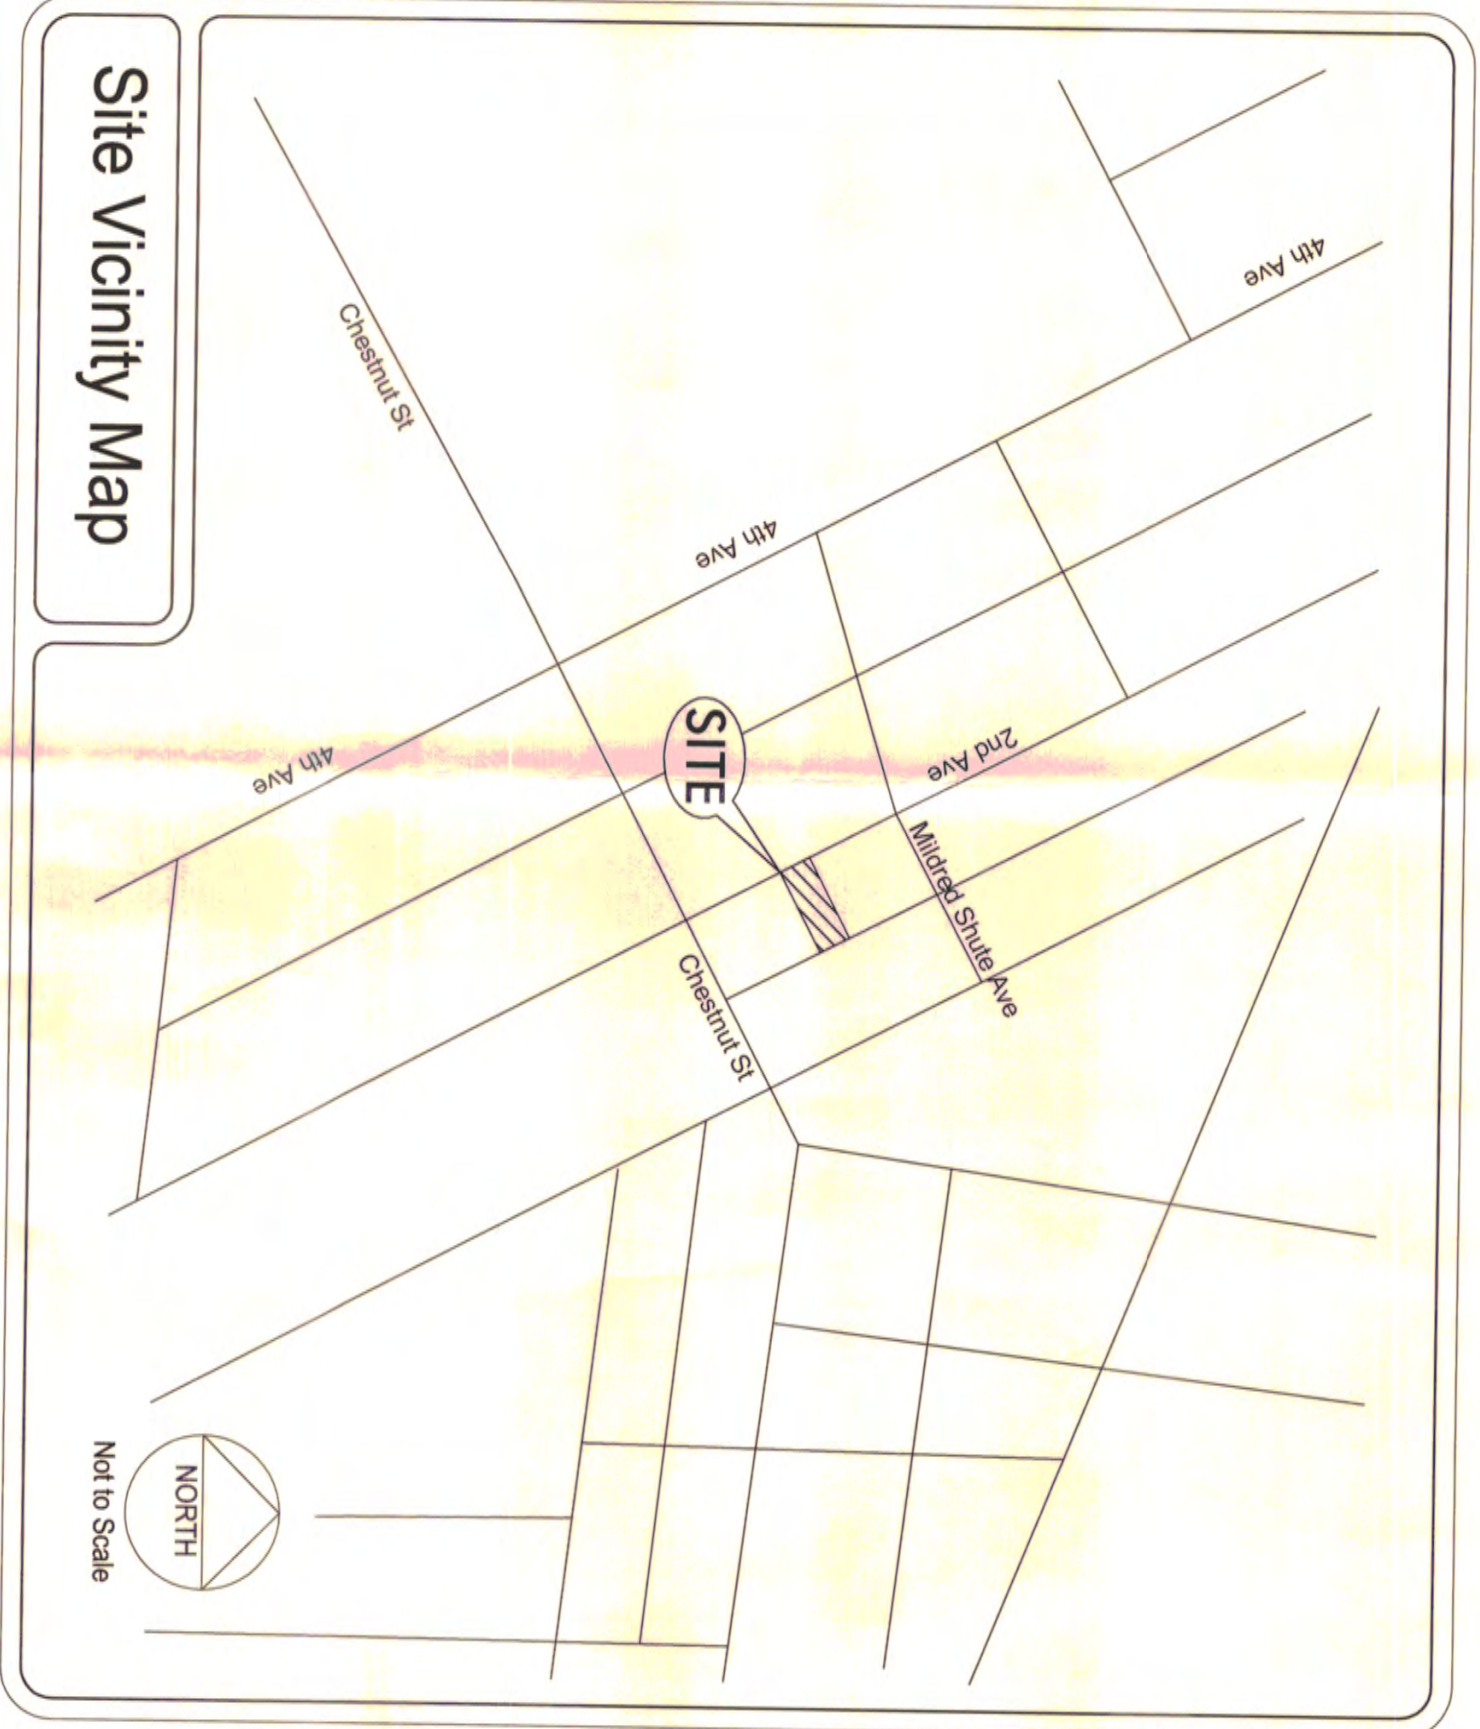 4th Ave
4th Ave
4th Ave
2nd Ave
Mildred Shute Ave
SITE
Chestnut St
Chestnut St
Site Vicinity Map
NORTH
Not to Scale